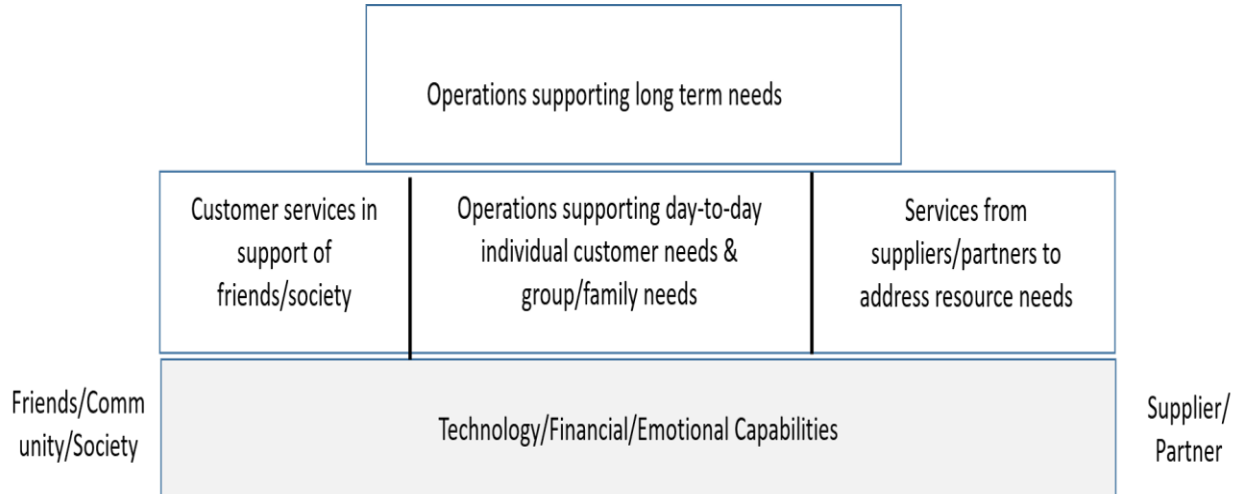 Operations supporting long term needs
Customer services in
support of
friends/society
Operations supporting day-to-day
individual customer needs &
group/family needs
Services from
suppliers/partners to
address resource needs
Friends/Comm
unity/Society
Technology/Financial/Emotional Capabilities
Supplier/
Partner